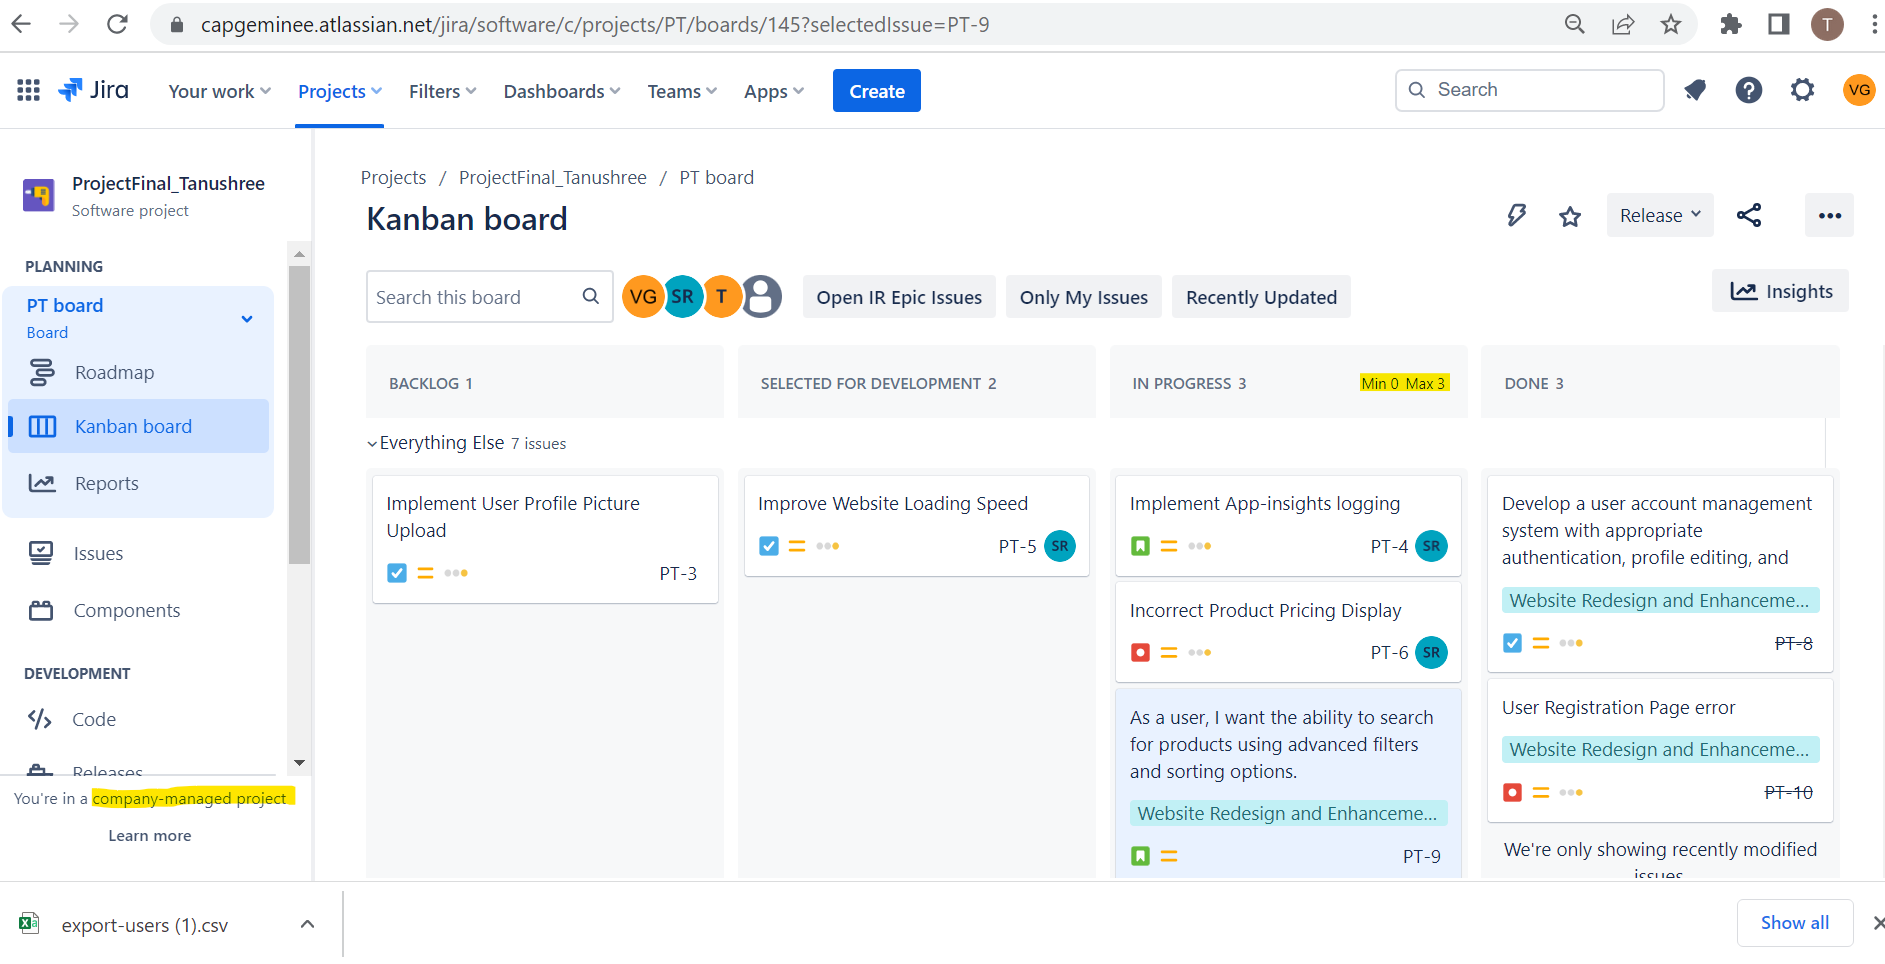 capgeminee.atlassian.net/jira/software/c/projects/PT/boards/145?selectedIssue=PT-9
T
Jira
Your work
Projects
Filters
Dashboards
Teams
Apps
Create
Search
VG
ProjectFinal_Tanushree
Software project
PLANNING
PT board
Board
Roadmap
Kanban board
Reports
Issues
Components
DEVELOPMENT
Code
Releases
You're in a company-managed project
Learn more
Projects / ProjectFinal_Tanushree / PT board
Kanban board
Release
Search this board
VG
SR
T
Open IR Epic Issues
Only My Issues
Recently Updated
Insights
BACKLOG 1
SELECTED FOR DEVELOPMENT 2
IN PROGRESS 3
Min 0 Max 3
DONE 3
Everything Else 7 issues
Implement User Profile Picture
Upload
PT-3
Improve Website Loading Speed
PT-5
SR
Implement App-insights logging
PT-4
SR
Incorrect Product Pricing Display
PT-6
SR
As a user, I want the ability to search
for products using advanced filters
and sorting options.
Website Redesign and Enhanceme...
PT-9
Develop a user account management
system with appropriate
authentication, profile editing, and
Website Redesign and Enhanceme...
PT-8
User Registration Page error
Website Redesign and Enhanceme...
PT-10
We're only showing recently modified
issues
export-users (1).csv
Show all